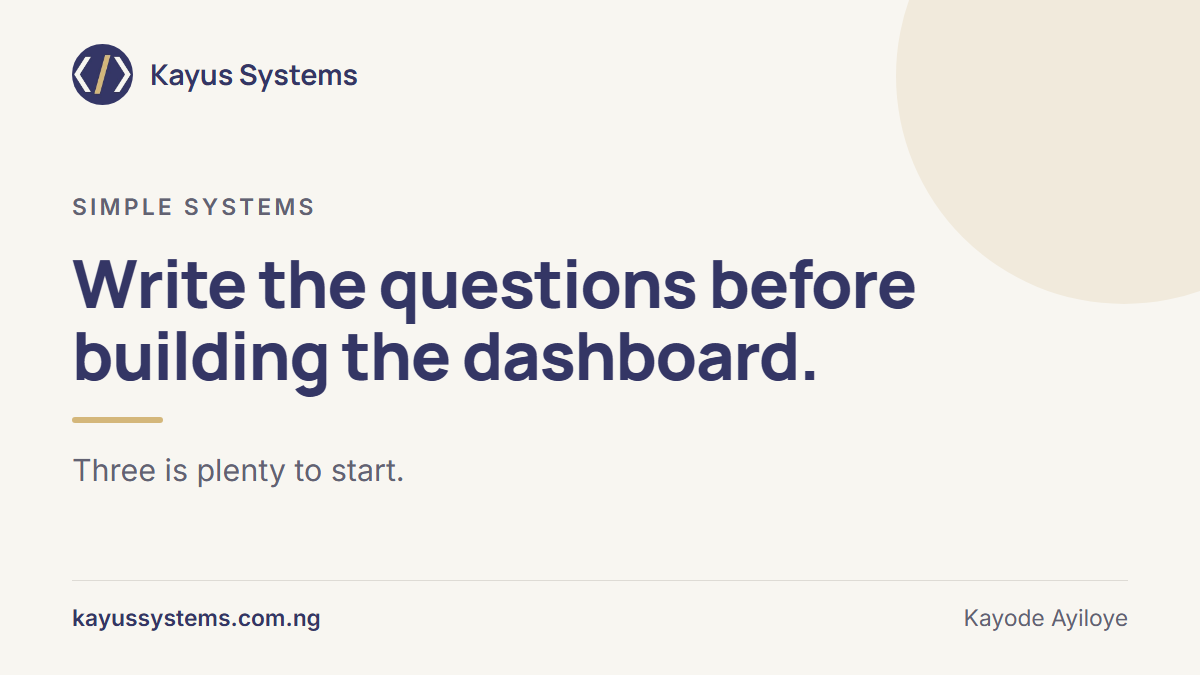 Kayus Systems
SIMPLE SYSTEMS
Write the questions before
building the dashboard.
Three is plenty to start.
kayussystems.com.ng
Kayode Ayiloye